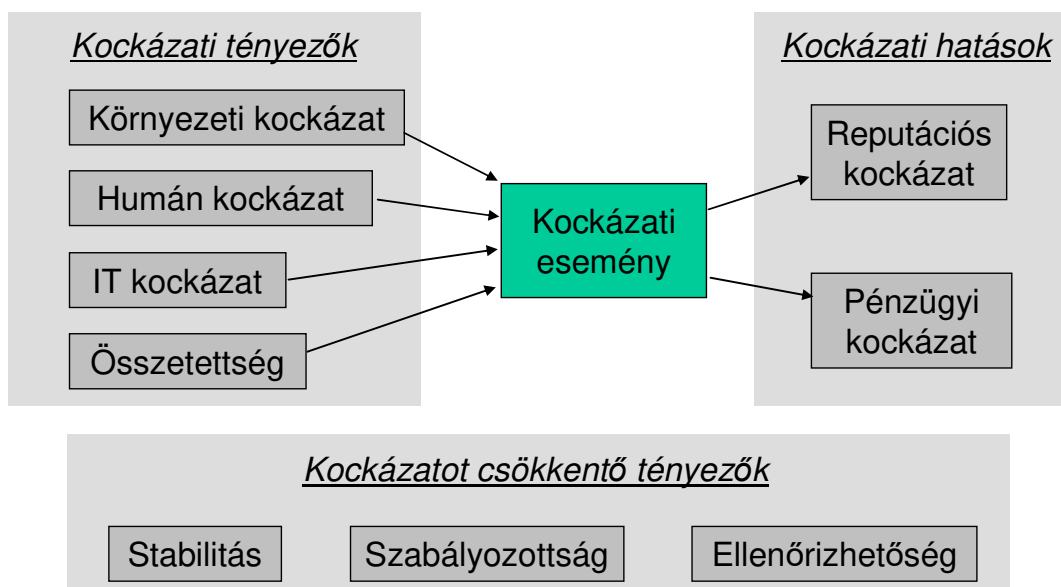 Kockázati tényezők
Környezeti kockázat
Humán kockázat
IT kockázat
Összetettség
Kockázati
esemény
Kockázati hatások
Reputációs
kockázat
Pénzügyi
kockázat
Kockázatot csökkentő tényezők
Stabilitás
Szabályozottság
Ellenőrizhetőség